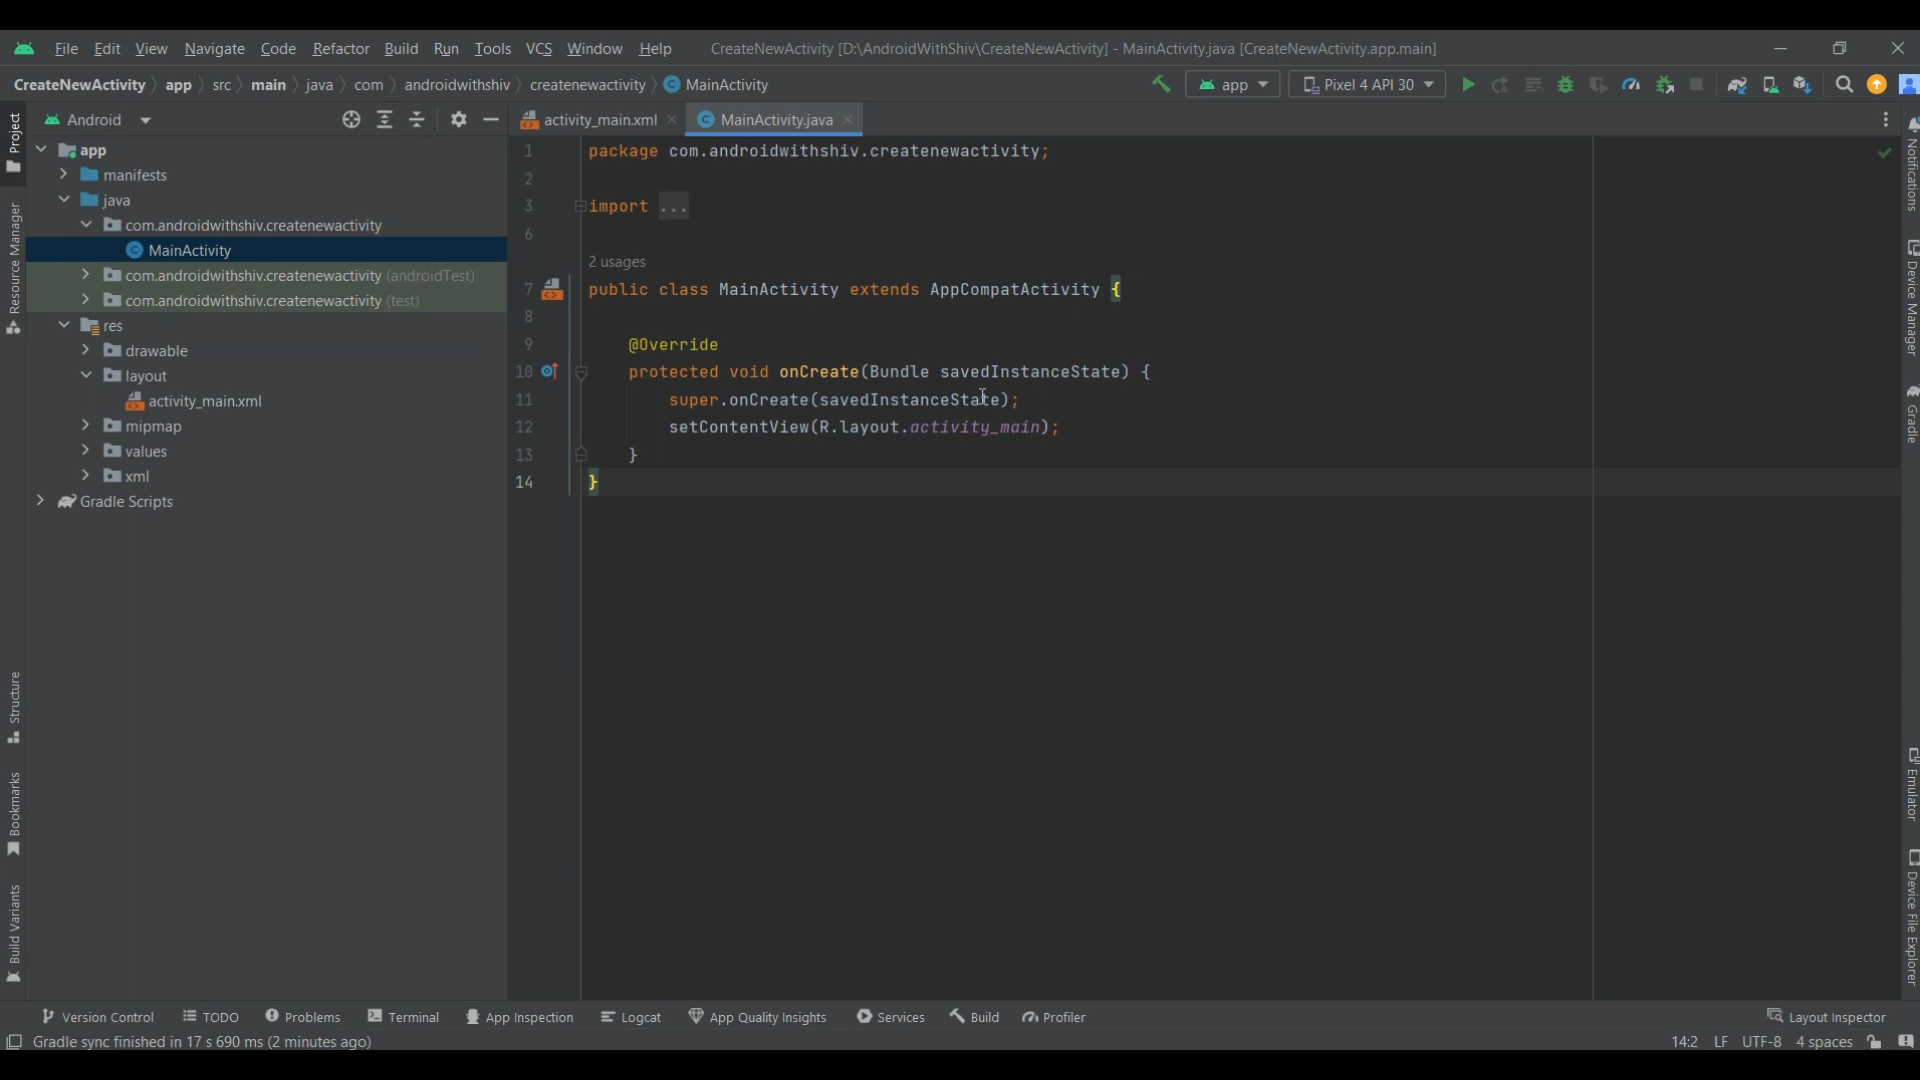 File Edit View Navigate Code Refactor Build Run Tools VCS Window Help CreateNewActivity [D:\AndroidWithShiv\CreateNewActivity] - MainActivity.java [CreateNewActivity.app.main]
CreateNewActivity app src main java com androidwithshiv createnewactivity MainActivity app Pixel 4 API 30
Android
activity_main.xml MainActivity.java
app
manifests
java
com.androidwithshiv.createnewactivity
MainActivity
com.androidwithshiv.createnewactivity (androidTest)
com.androidwithshiv.createnewactivity (test)
res
drawable
layout
activity_main.xml
mipmap
values
xml
Gradle Scripts
Project
Resource Manager
Structure
Bookmarks
Build Variants
1 package com.androidwithshiv.createnewactivity;
2
3 import ...
6
2 usages
7 public class MainActivity extends AppCompatActivity {
8
9 @Override
10 protected void onCreate(Bundle savedInstanceState) {
11 super.onCreate(savedInstanceState);
12 setContentView(R.layout.activity_main);
13 }
14 }
Notifications
Device Manager
Gradle
Emulator
Device File Explorer
Version Control TODO Problems Terminal App Inspection Logcat App Quality Insights Services Build Profiler Layout Inspector
Gradle sync finished in 17 s 690 ms (2 minutes ago) 14:2 LF UTF-8 4 spaces